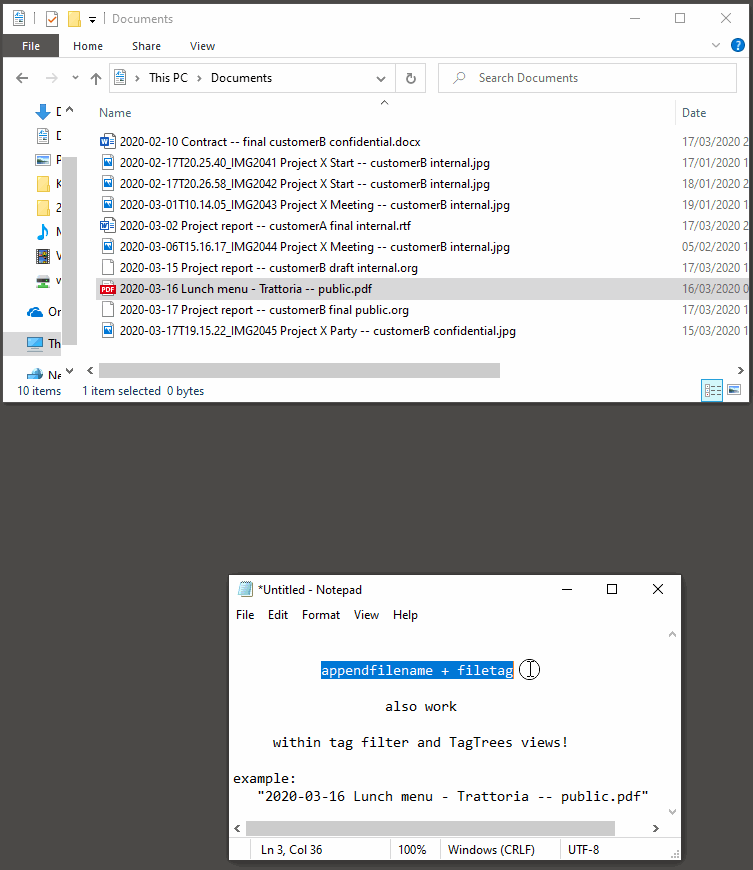 Documents
File Home Share View
This PC > Documents
Search Documents
Name Date
2020-02-10 Contract -- final customerB confidential.docx 17/03/2020 2
2020-02-17T20.25.40_IMG2041 Project X Start -- customerB internal.jpg 17/01/2020 1
2020-02-17T20.26.58_IMG2042 Project X Start -- customerB internal.jpg 18/01/2020 2
2020-03-01T10.14.05_IMG2043 Project X Meeting -- customerB internal.jpg 19/01/2020 1
2020-03-02 Project report -- customerA final internal.rtf 17/03/2020 2
2020-03-06T15.16.17_IMG2044 Project X Meeting -- customerB internal.jpg 05/02/2020 1
2020-03-15 Project report -- customerB draft internal.org 17/03/2020 1
PDF 2020-03-16 Lunch menu - Trattoria -- public.pdf 16/03/2020 0
2020-03-17 Project report -- customerB final public.org 17/03/2020 1
2020-03-17T19.15.22_IMG2045 Project X Party -- customerB confidential.jpg 15/03/2020 1
10 items 1 item selected 0 bytes
*Untitled - Notepad
File Edit Format View Help
appendfilename + filetag
also work
within tag filter and TagTrees views!
example:
"2020-03-16 Lunch menu - Trattoria -- public.pdf"
Ln 3, Col 36 100% Windows (CRLF) UTF-8